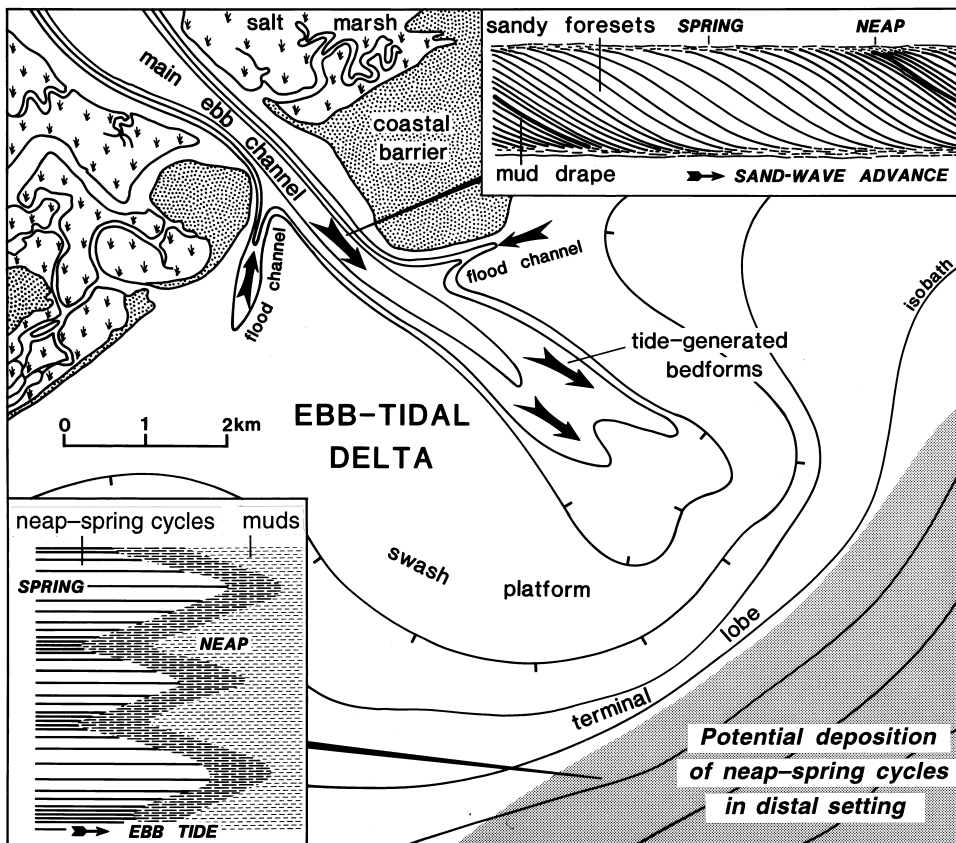 salt marsh
main
ebb
channel
coastal
barrier
sandy foresets SPRING NEAP
mud drape SAND-WAVE ADVANCE
flood channel
flood channel
isobath
tide-generated
bedforms
0 1 2km
EBB-TIDAL
DELTA
neap-spring cycles muds
SPRING
NEAP
EBB TIDE
swash
platform
lobe
terminal
Potential deposition
of neap-spring cycles
in distal setting